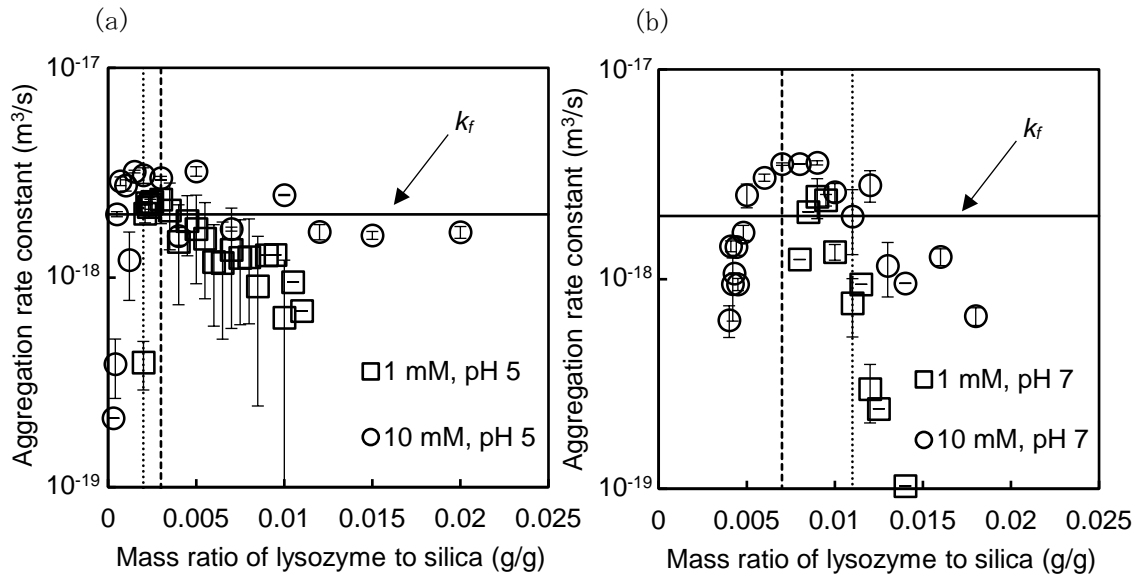 (a)
Aggregation rate constant (m³/s)
10⁻¹⁷
10⁻¹⁸
10⁻¹⁹
k_f
1 mM, pH 5
10 mM, pH 5
0 0.005 0.01 0.015 0.02 0.025
Mass ratio of lysozyme to silica (g/g)
(b)
Aggregation rate constant (m³/s)
10⁻¹⁷
10⁻¹⁸
10⁻¹⁹
k_f
1 mM, pH 7
10 mM, pH 7
0 0.005 0.01 0.015 0.02 0.025
Mass ratio of lysozyme to silica (g/g)